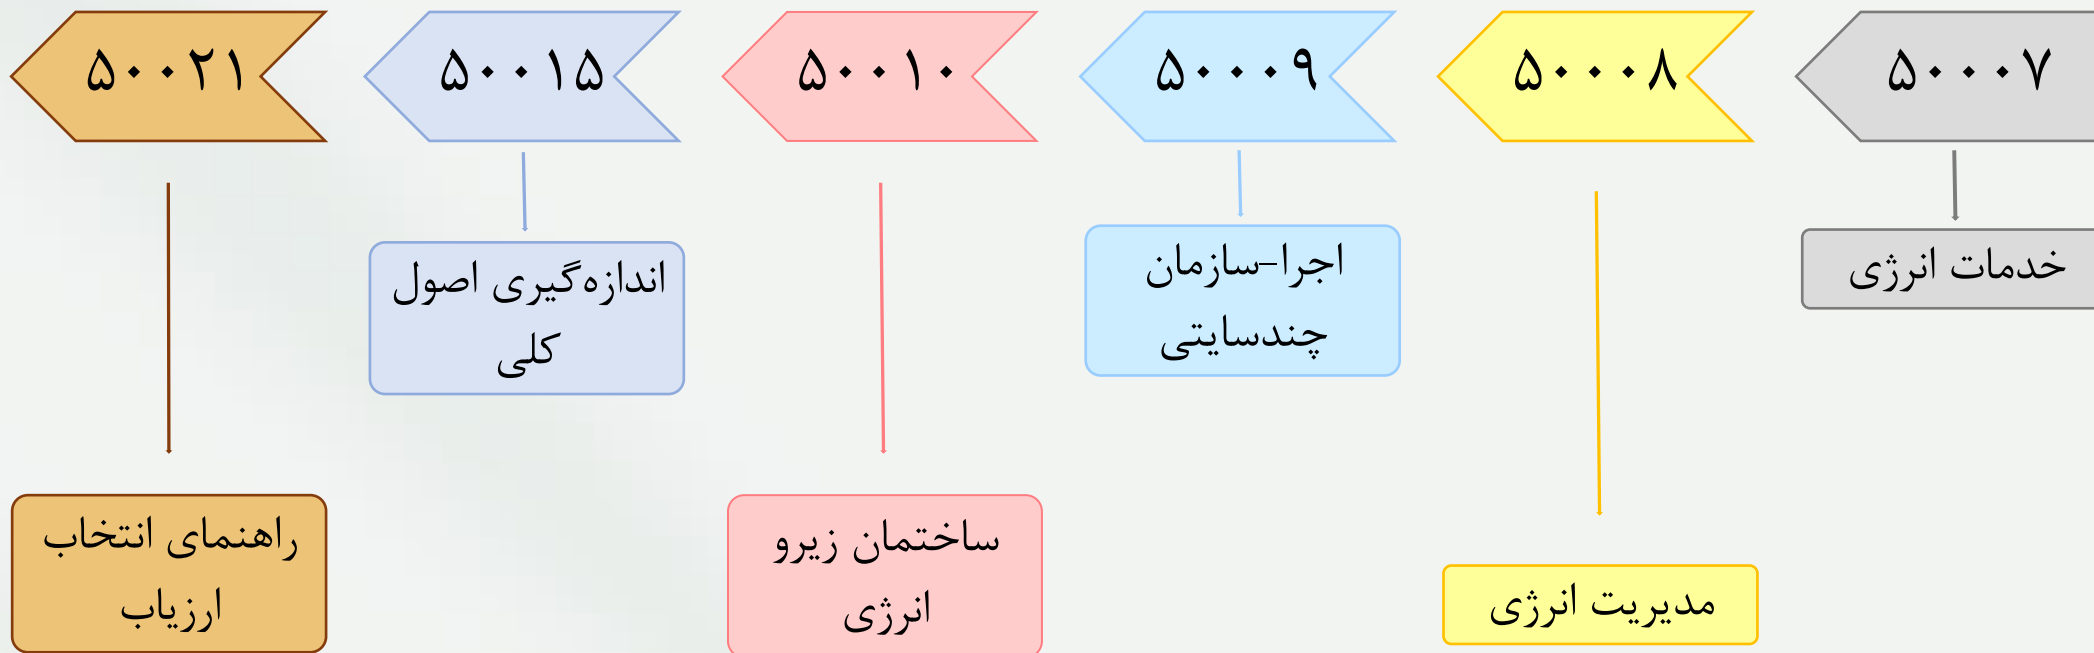 ۵۰۰۰۷
۵۰۰۰۸
۵۰۰۰۹
۵۰۰۱۰
۵۰۰۱۵
۵۰۰۲۱
خدمات انرژی
مدیریت انرژی
اجرا-سازمان
چندسایتی
ساختمان زیرو
انرژی
اندازه‌گیری اصول
کلی
راهنمای انتخاب
ارزیاب